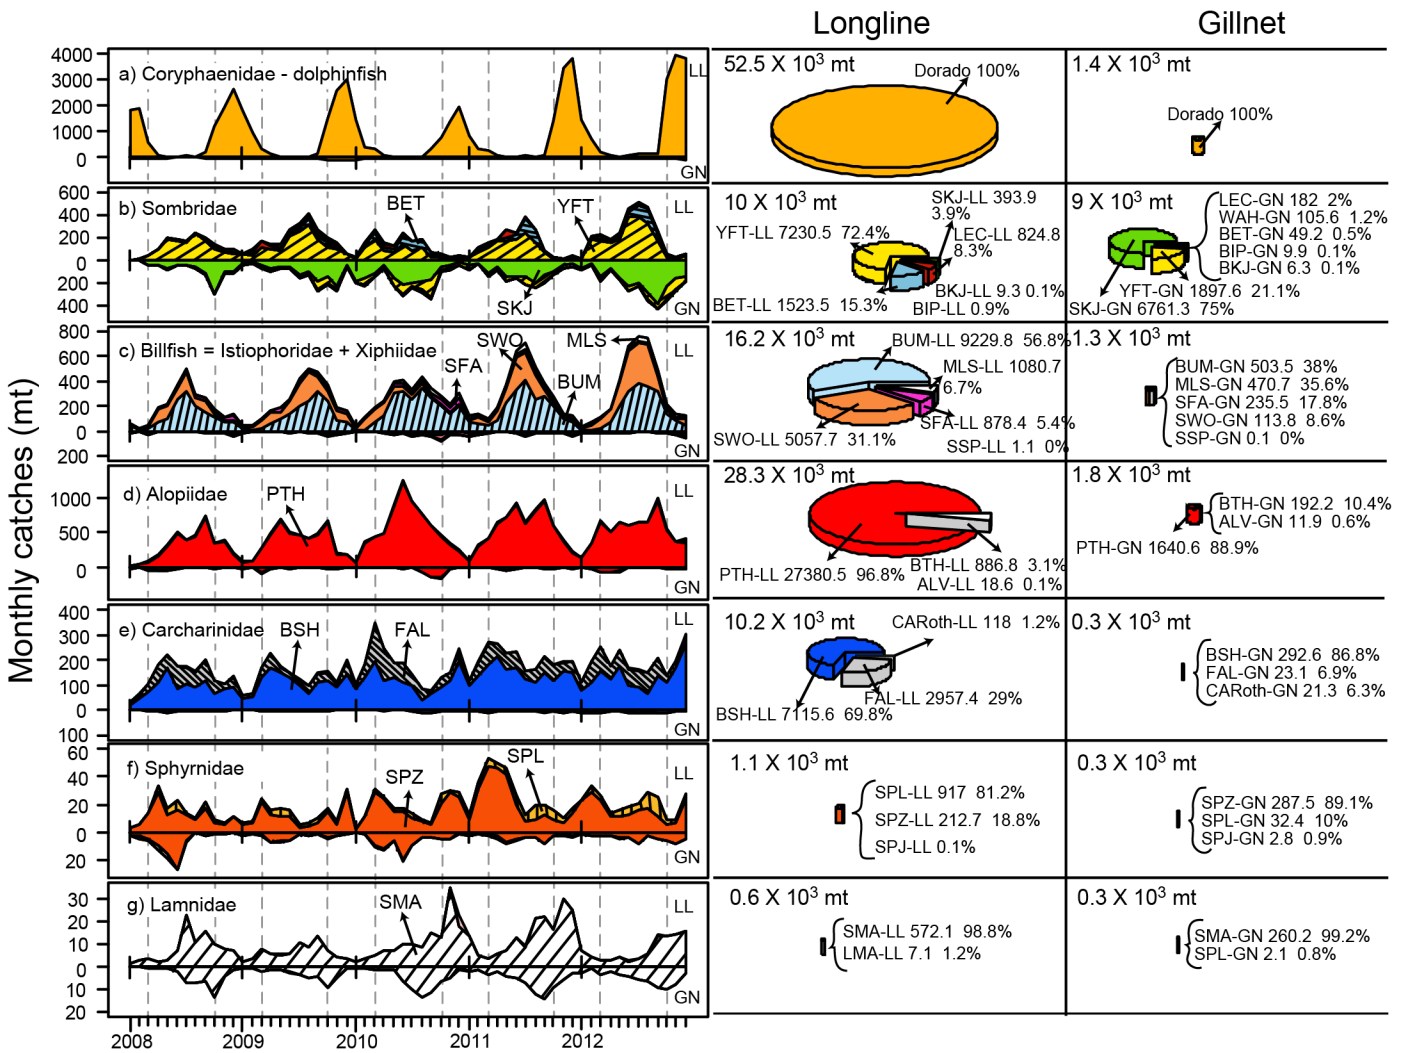 Longline
Gillnet
Monthly catches (mt)
4000
3000
2000
1000
0
a) Coryphaenidae - dolphinfish
LL
GN
52.5 X 10³ mt
Dorado 100%
1.4 X 10³ mt
Dorado 100%
600
400
200
0
200
400
b) Sombridae
BET
YFT
SKJ
LL
GN
10 X 10³ mt
SKJ-LL 393.9
3.9%
YFT-LL 7230.5 72.4%
LEC-LL 824.8
8.3%
BKJ-LL 9.3 0.1%
BET-LL 1523.5 15.3%
BIP-LL 0.9%
9 X 10³ mt
LEC-GN 182 2%
WAH-GN 105.6 1.2%
BET-GN 49.2 0.5%
BIP-GN 9.9 0.1%
BKJ-GN 6.3 0.1%
YFT-GN 1897.6 21.1%
SKJ-GN 6761.3 75%
800
600
400
200
0
200
c) Billfish = Istiophoridae + Xiphiidae
SWO
MLS
SFA
BUM
LL
GN
16.2 X 10³ mt
BUM-LL 9229.8 56.8%
MLS-LL 1080.7
6.7%
SFA-LL 878.4 5.4%
SWO-LL 5057.7 31.1%
SSP-LL 1.1 0%
1.3 X 10³ mt
BUM-GN 503.5 38%
MLS-GN 470.7 35.6%
SFA-GN 235.5 17.8%
SWO-GN 113.8 8.6%
SSP-GN 0.1 0%
1000
500
0
d) Alopiidae
PTH
LL
GN
28.3 X 10³ mt
PTH-LL 27380.5 96.8%
BTH-LL 886.8 3.1%
ALV-LL 18.6 0.1%
1.8 X 10³ mt
BTH-GN 192.2 10.4%
ALV-GN 11.9 0.6%
PTH-GN 1640.6 88.9%
400
300
200
100
0
100
e) Carcharinidae
BSH
FAL
LL
GN
10.2 X 10³ mt
CARoth-LL 118 1.2%
FAL-LL 2957.4 29%
BSH-LL 7115.6 69.8%
0.3 X 10³ mt
BSH-GN 292.6 86.8%
FAL-GN 23.1 6.9%
CARoth-GN 21.3 6.3%
60
40
20
0
20
f) Sphyrnidae
SPZ
SPL
LL
GN
1.1 X 10³ mt
SPL-LL 917 81.2%
SPZ-LL 212.7 18.8%
SPJ-LL 0.1%
0.3 X 10³ mt
SPZ-GN 287.5 89.1%
SPL-GN 32.4 10%
SPJ-GN 2.8 0.9%
30
20
10
0
10
20
g) Lamnidae
SMA
LL
GN
0.6 X 10³ mt
SMA-LL 572.1 98.8%
LMA-LL 7.1 1.2%
0.3 X 10³ mt
SMA-GN 260.2 99.2%
SPL-GN 2.1 0.8%
2008 2009 2010 2011 2012